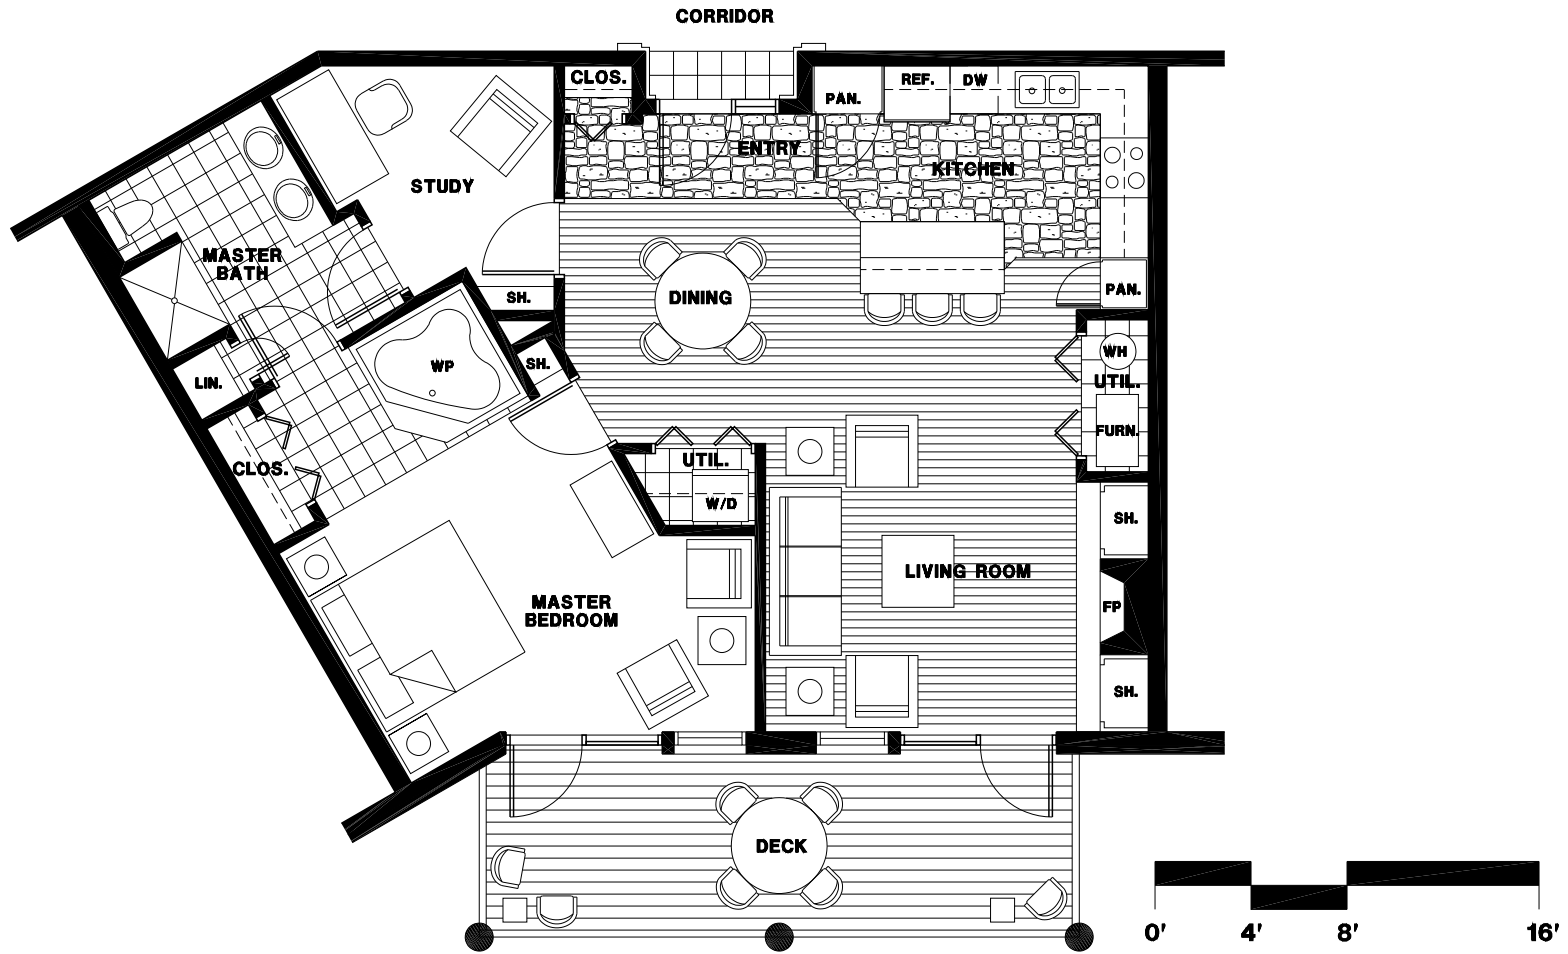 CORRIDOR
CLOS.
PAN.
REF.
DW
ENTRY
KITCHEN
STUDY
MASTER
BATH
SH.
DINING
PAN.
LIN.
WP
SH.
WH
UTIL.
FURN.
CLOS.
UTIL.
W/D
SH.
LIVING ROOM
MASTER
BEDROOM
FP
SH.
DECK
0' 4' 8' 16'